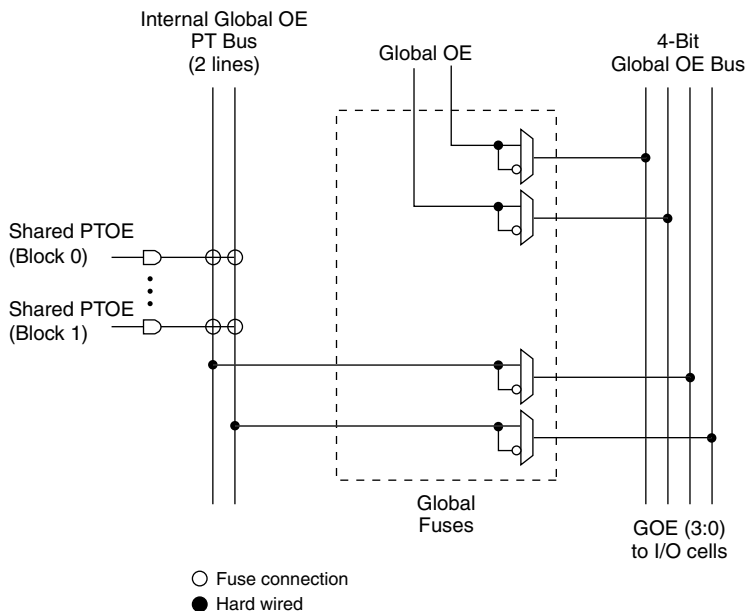 Internal Global OE
PT Bus
(2 lines)
Global OE
4-Bit
Global OE Bus
Shared PTOE
(Block 0)
Shared PTOE
(Block 1)
Global
Fuses
GOE (3:0)
to I/O cells
Fuse connection
Hard wired